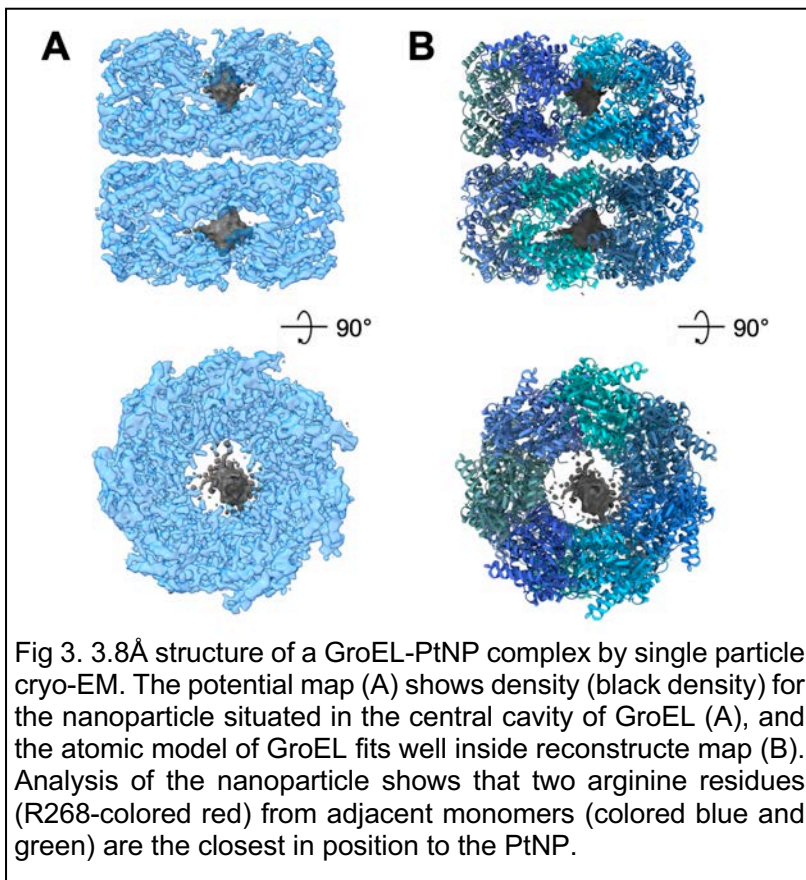 A
B
90°
90°
Fig 3. 3.8Å structure of a GroEL-PtNP complex by single particle
cryo-EM. The potential map (A) shows density (black density) for
the nanoparticle situated in the central cavity of GroEL (A), and
the atomic model of GroEL fits well inside reconstructe map (B).
Analysis of the nanoparticle shows that two arginine residues
(R268-colored red) from adjacent monomers (colored blue and
green) are the closest in position to the PtNP.